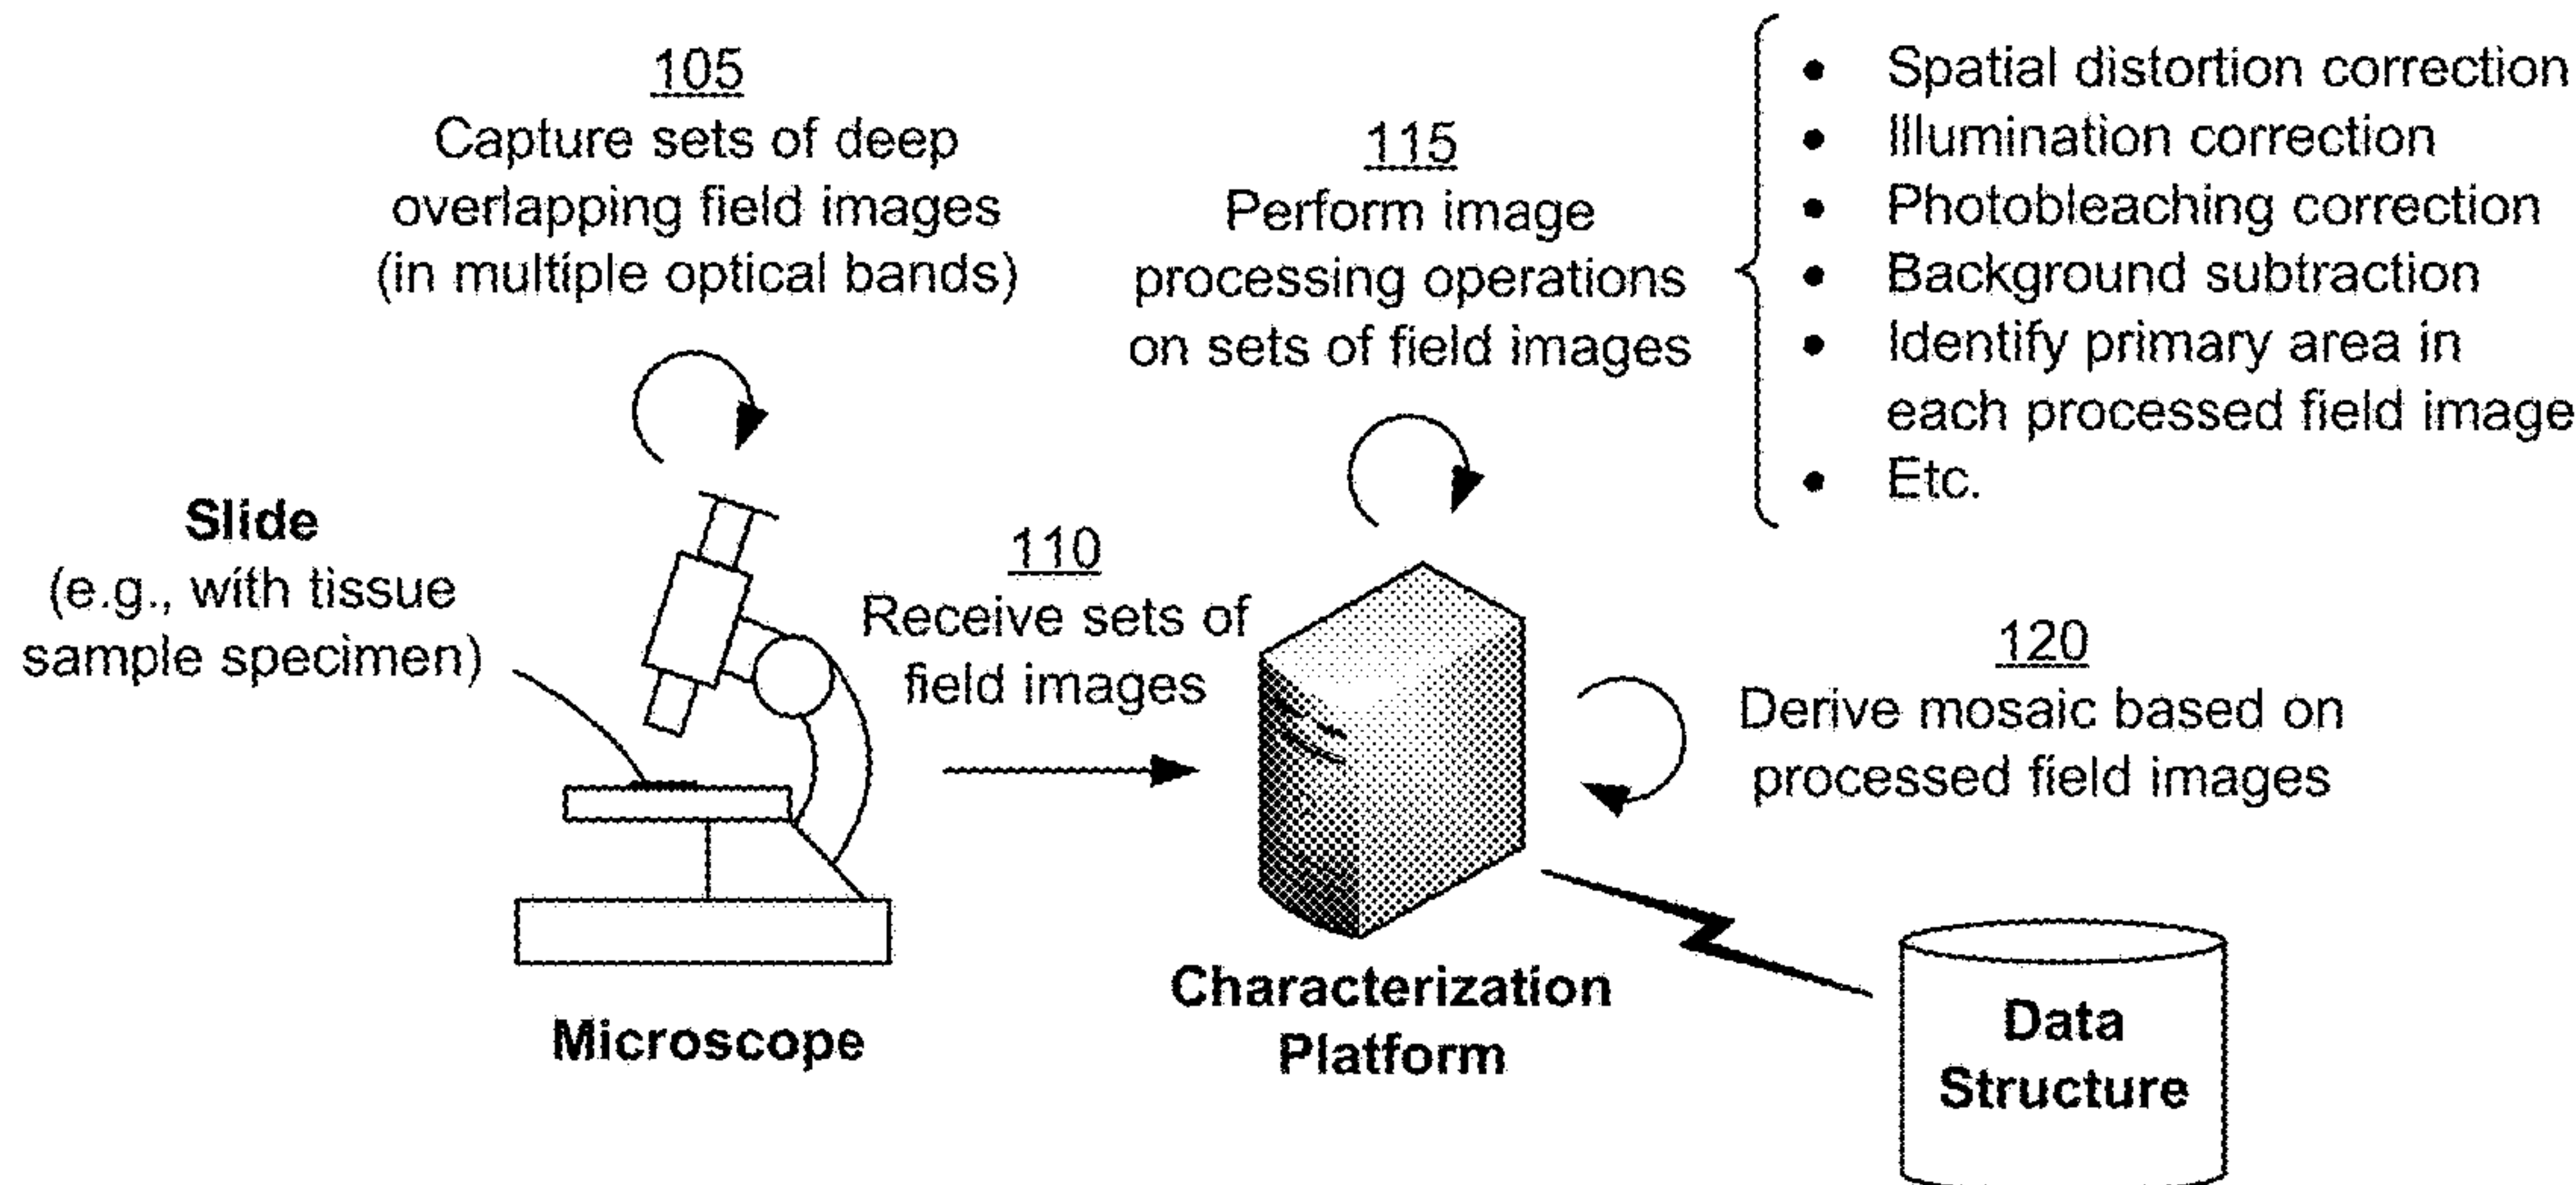 105
Capture sets of deep
overlapping field images
(in multiple optical bands)
115
Perform image
processing operations
on sets of field images
• Spatial distortion correction
• Illumination correction
• Photobleaching correction
• Background subtraction
• Identify primary area in
each processed field image
• Etc.
Slide
(e.g., with tissue
sample specimen)
110
Receive sets of
field images
120
Derive mosaic based on
processed field images
Microscope
Characterization
Platform
Data
Structure